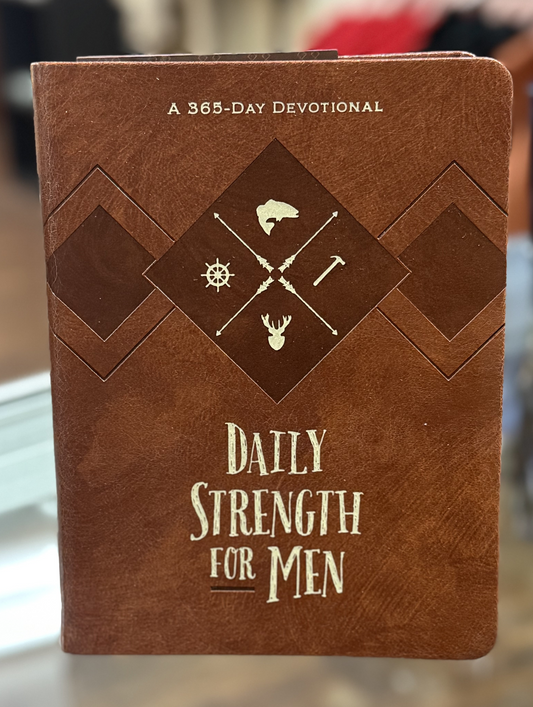 A 365-Day Devotional
Daily
Strength
for Men